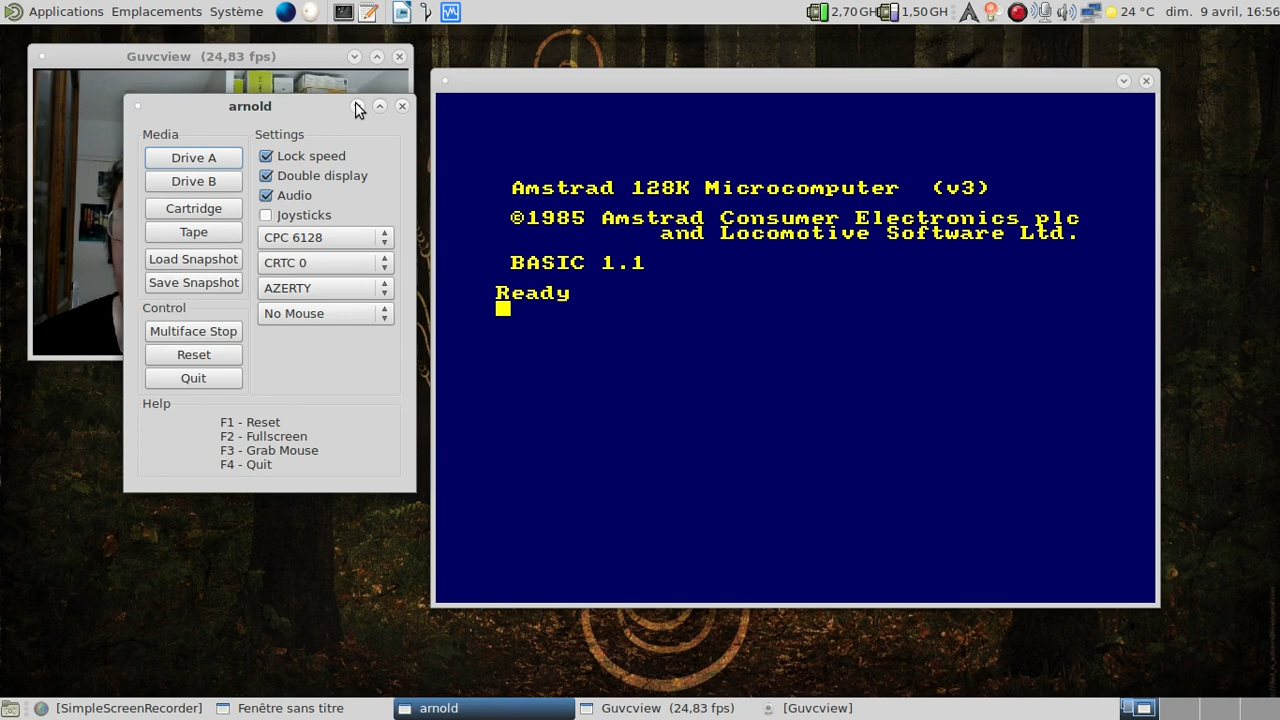 Applications Emplacements Système 2,70 GH 1,50 GH 24 °C dim. 9 avril, 16:56
Guvcview (24,83 fps)
arnold
Media
Drive A
Drive B
Cartridge
Tape
Load Snapshot
Save Snapshot
Control
Multiface Stop
Reset
Quit
Settings
Lock speed
Double display
Audio
Joysticks
CPC 6128
CRTC 0
AZERTY
No Mouse
Help
F1 - Reset
F2 - Fullscreen
F3 - Grab Mouse
F4 - Quit
Amstrad 128K Microcomputer (v3)
©1985 Amstrad Consumer Electronics plc
and Locomotive Software Ltd.
BASIC 1.1
Ready
[SimpleScreenRecorder] Fenêtre sans titre arnold Guvcview (24,83 fps) [Guvcview]